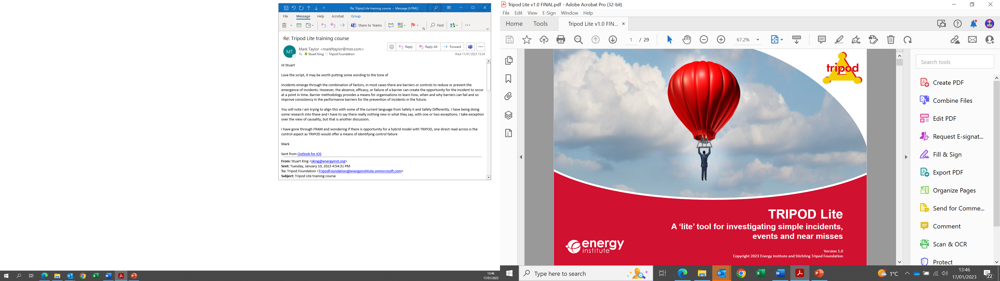 Re: Tripod Lite training course - Message (HTML)
File Message Help Acrobat Group
Share to Teams
Find
Re: Tripod Lite training course
MT
Mark Taylor <markftaylor@msn.com>
To Stuart King; Tripod Foundation
Reply Reply All Forward
Wed 11/01/2023 13:34
Hi Stuart
Love the script, it may be worth putting some wording to the tone of
Incidents emerge through the combination of factors, in most cases there are barriers or controls to reduce or prevent the
emergence of incidents. However, the absence, efficacy, or failure of a barrier can create the opportunity for the incident to occur
at a point in time. Barrier methodology provides a means for organisations to learn how, when and why barriers can fail and so
improve consistency in the performance barriers for the prevention of incidents in the future.
You will note I am trying to align this with some of the current language from Safety II and Safety Differently. I have being doing
some research into these and I have to say there really nothing new in what they say, with one or two exceptions. I take exception
over the view of causality, but that is another discussion.
I have gone through FRAM and wondering if there is opportunity for a hybrid model with TRIPOD, one direct read across is the
control aspect as TRIPOD would offer a means of identifying control failure
Mark
Sent from Outlook for iOS
From: Stuart King <sking@energyinst.org>
Sent: Tuesday, January 10, 2023 4:54:31 PM
To: Tripod Foundation <TripodFoundation@energyinstitute.onmicrosoft.com>
Subject: Tripod Lite training course
13:46
17/01/2023
Tripod Lite v1.0 FINAL.pdf - Adobe Acrobat Pro (32-bit)
File Edit View E-Sign Window Help
Home Tools Tripod Lite v1.0 FIN... ×
1 / 29
67.2%
tripod
TRIPOD Lite
A ‘lite’ tool for investigating simple incidents,
events and near misses
energy
institute
Version 1.0
Copyright 2023 Energy Institute and Stichting Tripod Foundation
Search tools
Create PDF
Combine Files
Edit PDF
Request E-signat...
Fill & Sign
Export PDF
Organize Pages
Send for Comme...
Comment
Scan & OCR
Protect
Type here to search
1°C
13:46
17/01/2023
22